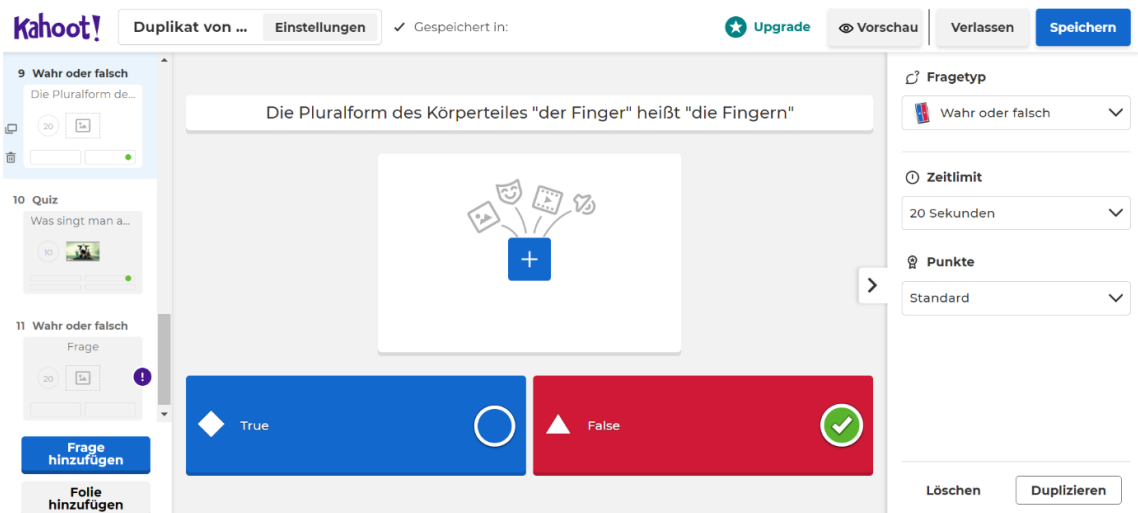 Kahoot!
Duplikat von ...
Einstellungen
Gespeichert in:
Upgrade
Vorschau
Verlassen
Speichern
9 Wahr oder falsch
Die Pluralform de...
20
10 Quiz
Was singt man a...
10
11 Wahr oder falsch
Frage
20
!
Frage
hinzufügen
Folie
hinzufügen
Die Pluralform des Körperteiles "der Finger" heißt "die Fingern"
True
False
Fragetyp
Wahr oder falsch
Zeitlimit
20 Sekunden
Punkte
Standard
Löschen
Duplizieren